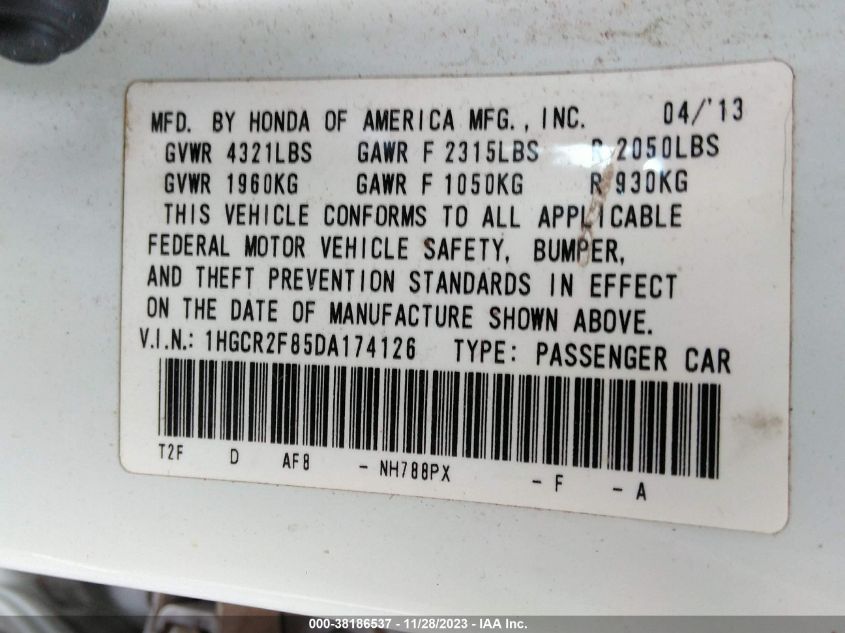 MFD. BY HONDA OF AMERICA MFG., INC. 04/'13
GVWR 4321LBS GAWR F 2315LBS R 2050LBS
GVWR 1960KG GAWR F 1050KG R 930KG
THIS VEHICLE CONFORMS TO ALL APPLICABLE
FEDERAL MOTOR VEHICLE SAFETY, BUMPER,
AND THEFT PREVENTION STANDARDS IN EFFECT
ON THE DATE OF MANUFACTURE SHOWN ABOVE.
V.I.N.: 1HGCR2F85DA174126 TYPE: PASSENGER CAR
T2F D AF8 - NH788PX - F - A
000-38186537 - 11/28/2023 - IAA Inc.